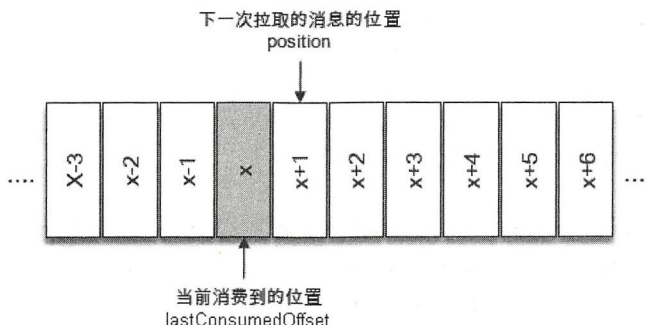 下一次拉取的消息的位置
position
.... X-3 x-2 x-1 x x+1 x+2 x+3 x+4 x+5 x+6 ...
当前消费到的位置
lastConsumedOffset